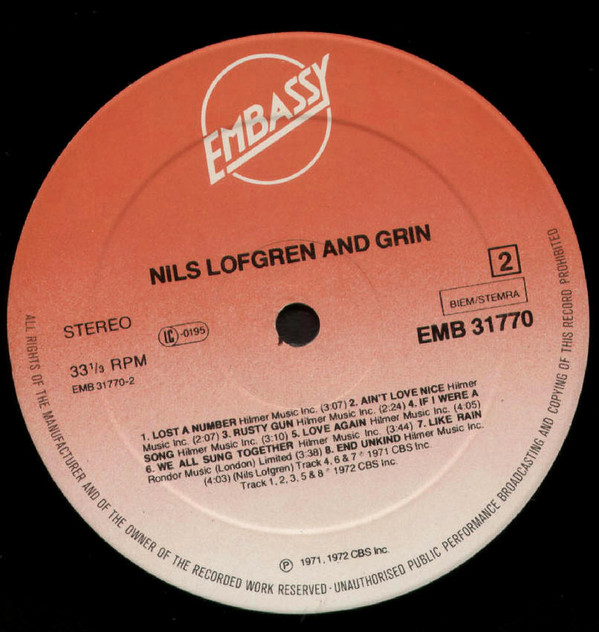 EMBASSY
NILS LOFGREN AND GRIN
2
STEREO
LC -0195
BIEM/STEMRA
33 1/3 RPM
EMB 31770
EMB 31770-2
1. LOST A NUMBER Hilmer Music Inc. (3:07) 2. AIN'T LOVE NICE Hilmer
Music Inc. (2:07) 3. RUSTY GUN Hilmer Music Inc. (2:24) 4. IF I WERE A
SONG Hilmer Music Inc. (3:10) 5. LOVE AGAIN Hilmer Music Inc. (4:05)
6. WE ALL SUNG TOGETHER Hilmer Music Inc. (3:44) 7. LIKE RAIN
Rondor Music (London) Limited (3:38) 8. END UNKIND Hilmer Music Inc.
(4:03) (Nils Lofgren) Track 4, 6 & 7 ℗ 1971 CBS Inc.
Track 1, 2, 3, 5 & 8 ℗ 1972 CBS Inc.
℗ 1971, 1972 CBS Inc.
ALL RIGHTS OF THE MANUFACTURER AND OF THE OWNER OF THE RECORDED WORK RESERVED · UNAUTHORISED PUBLIC PERFORMANCE BROADCASTING AND COPYING OF THIS RECORD PROHIBITED